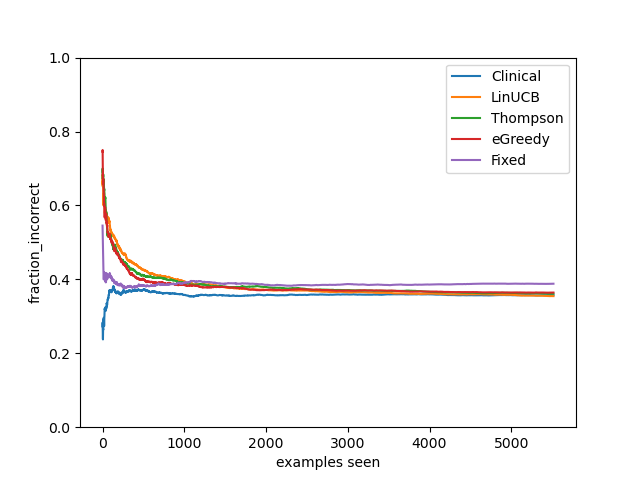 1.0
0.8
0.6
0.4
0.2
0.0
fraction_incorrect
Clinical
LinUCB
Thompson
eGreedy
Fixed
0 1000 2000 3000 4000 5000
examples seen